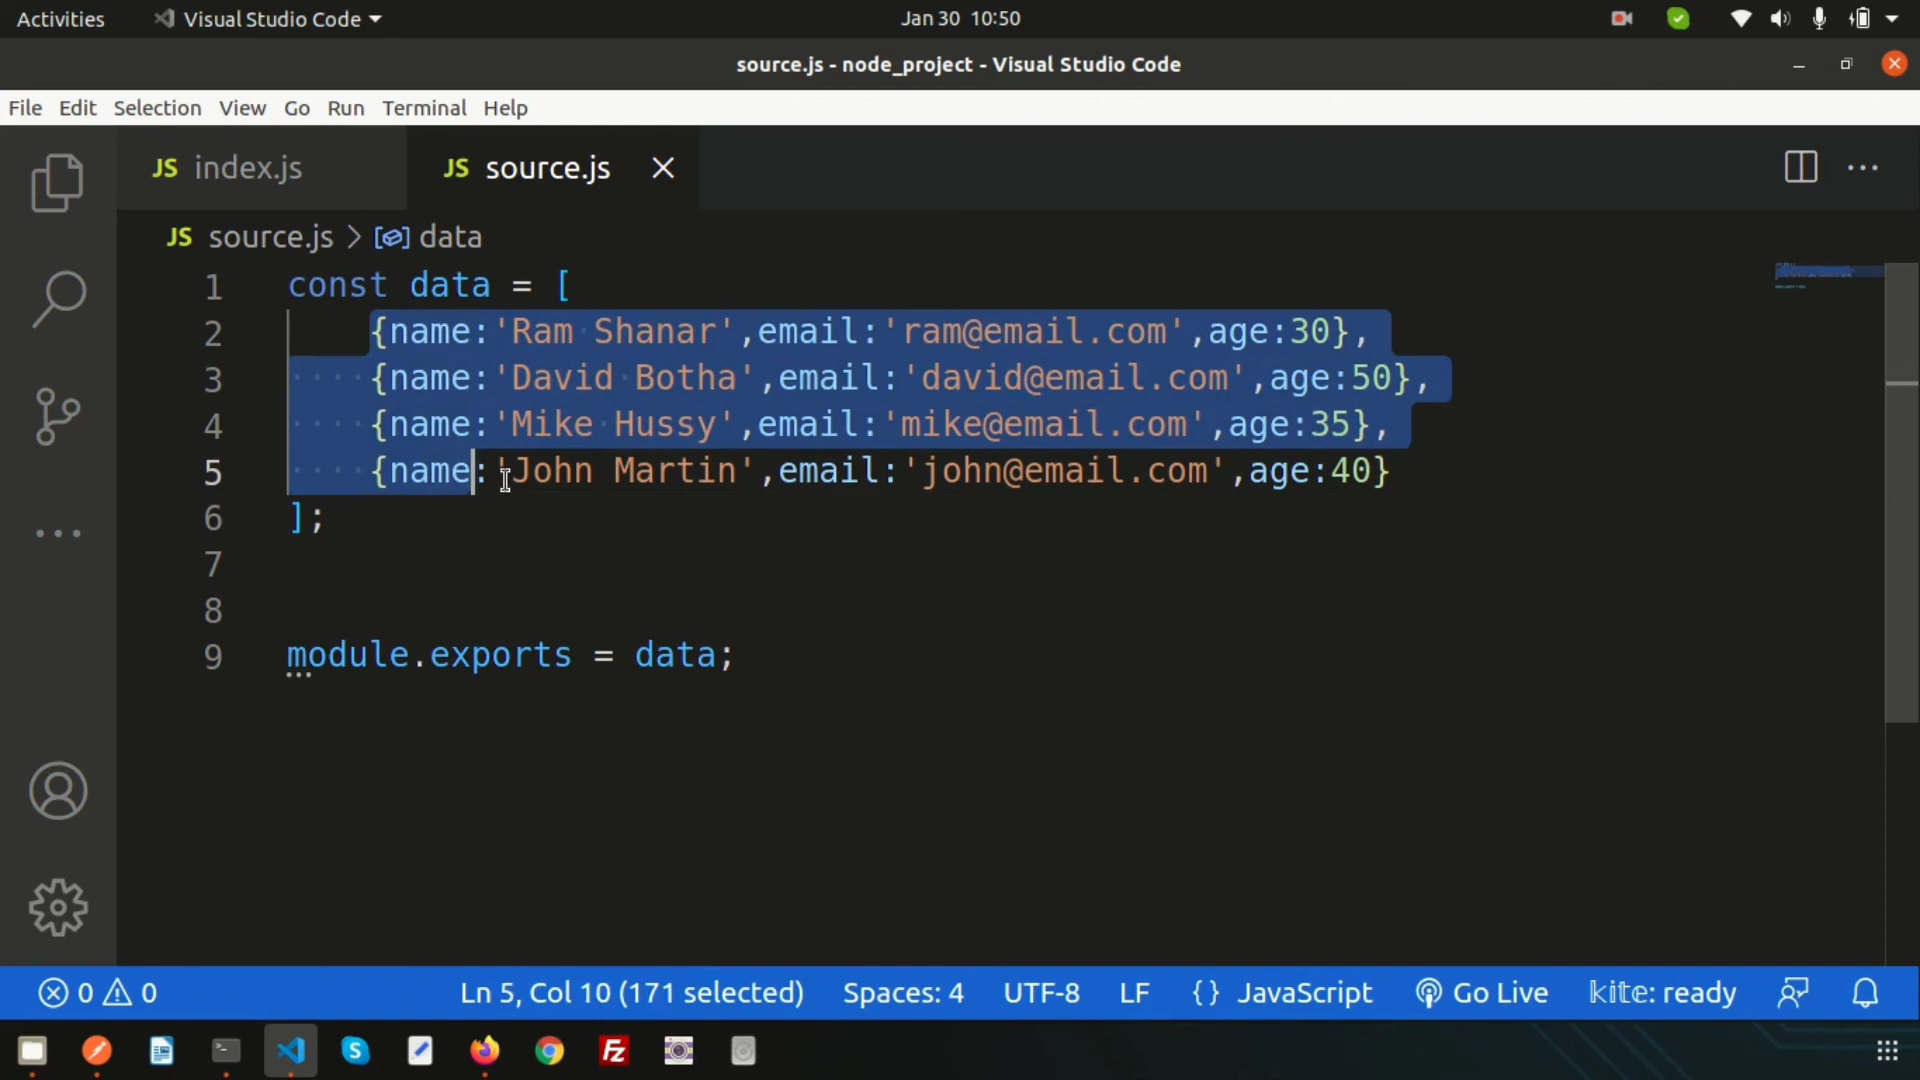 Activities Visual Studio Code Jan 30 10:50
source.js - node_project - Visual Studio Code
File Edit Selection View Go Run Terminal Help
JS index.js JS source.js
JS source.js > data
1 const data = [
2 {name:'Ram Shanar',email:'ram@email.com',age:30},
3 {name:'David Botha',email:'david@email.com',age:50},
4 {name:'Mike Hussy',email:'mike@email.com',age:35},
5 {name:'John Martin',email:'john@email.com',age:40}
6 ];
7
8
9 module.exports = data;
0 0 Ln 5, Col 10 (171 selected) Spaces: 4 UTF-8 LF {} JavaScript Go Live kite: ready